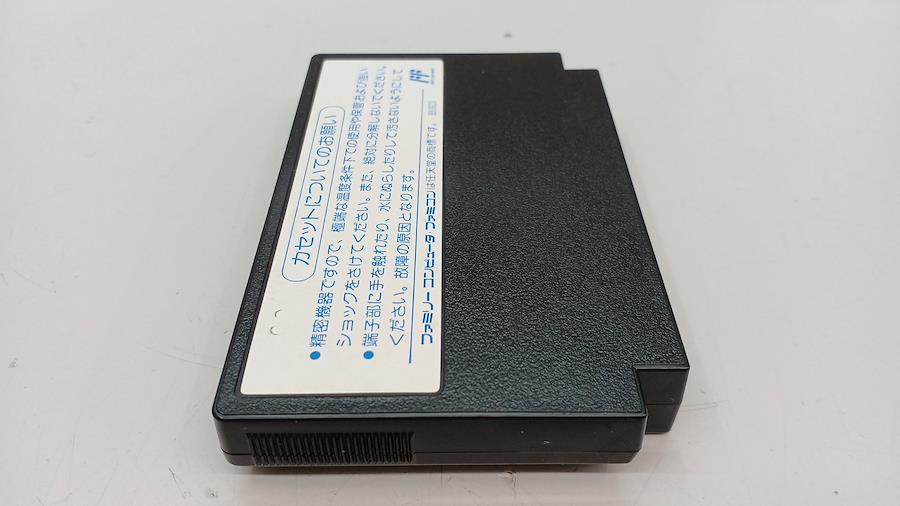 カセットについてのお願い
●精密機器ですので、極端な温度条件下での使用や保管および強い
ショックをさけてください。また、絶対に分解しないでください。
●端子部に手を触れたり、水にぬらしたりして汚さないようにして
ください。故障の原因となります。
ファミリーコンピュータ・ファミコンは任天堂の商標です。
FF